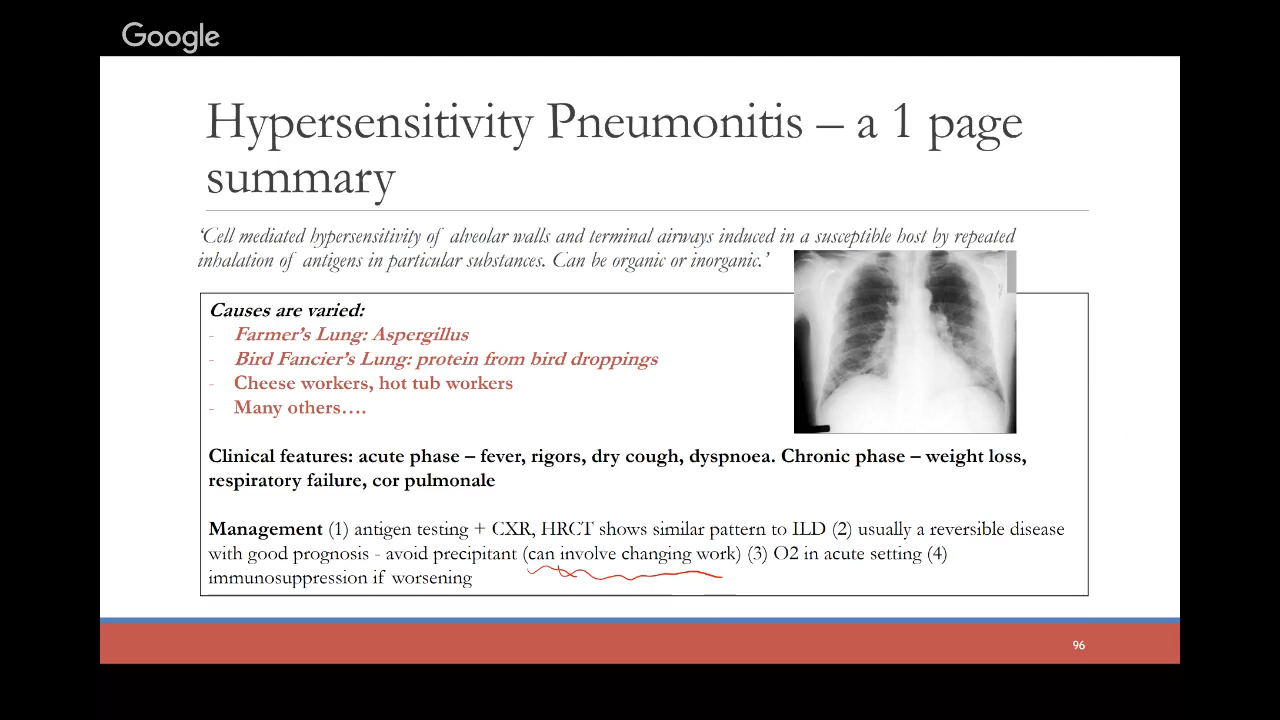 Google
Hypersensitivity Pneumonitis – a 1 page
summary
‘Cell mediated hypersensitivity of alveolar walls and terminal airways induced in a susceptible host by repeated
inhalation of antigens in particular substances. Can be organic or inorganic.’
Causes are varied:
- Farmer’s Lung: Aspergillus
- Bird Fancier’s Lung: protein from bird droppings
- Cheese workers, hot tub workers
- Many others….
Clinical features: acute phase – fever, rigors, dry cough, dyspnoea. Chronic phase – weight loss,
respiratory failure, cor pulmonale
Management (1) antigen testing + CXR, HRCT shows similar pattern to ILD (2) usually a reversible disease
with good prognosis - avoid precipitant (can involve changing work) (3) O2 in acute setting (4)
immunosuppression if worsening
96